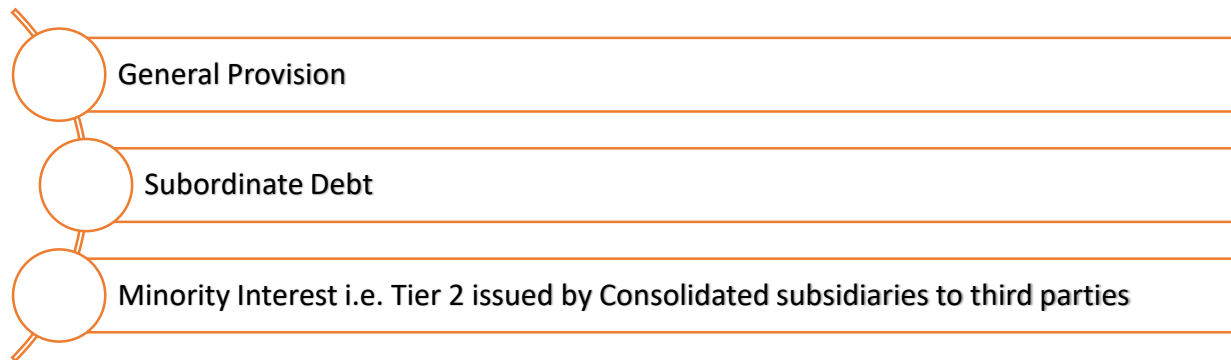 General Provision
Subordinate Debt
Minority Interest i.e. Tier 2 issued by Consolidated subsidiaries to third parties